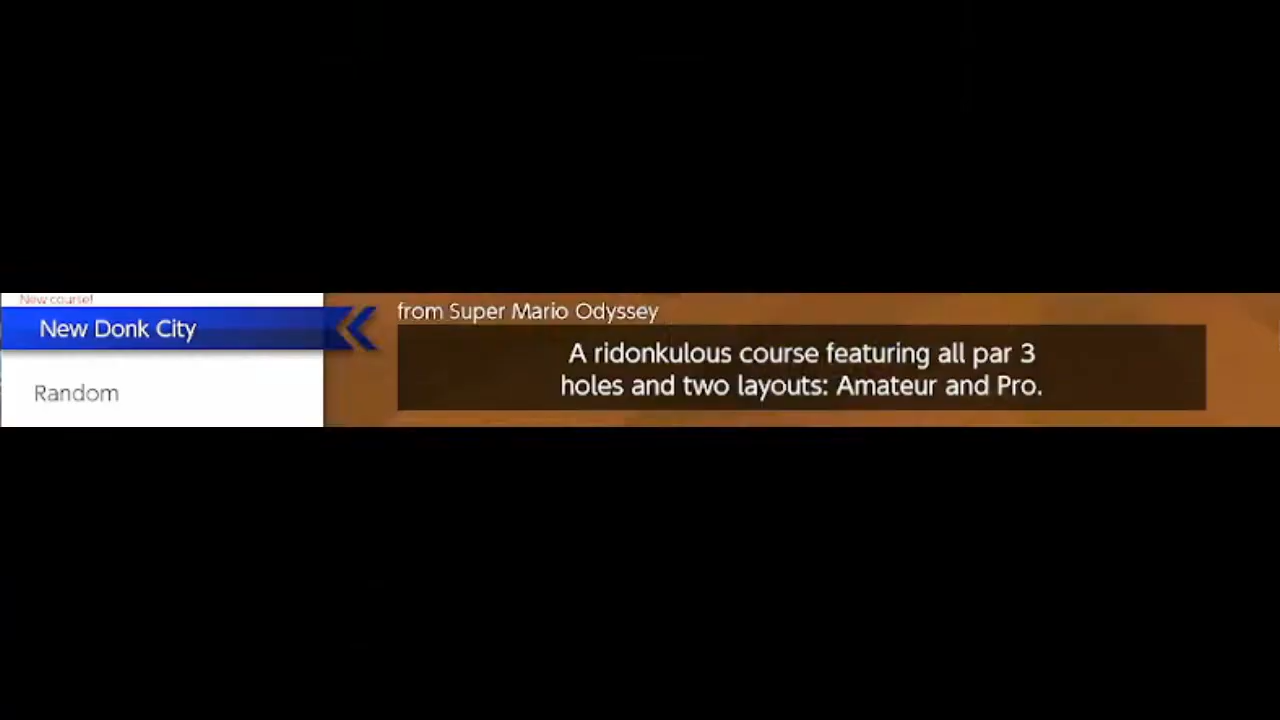 New course!
New Donk City
Random
from Super Mario Odyssey
A ridonkulous course featuring all par 3
holes and two layouts: Amateur and Pro.